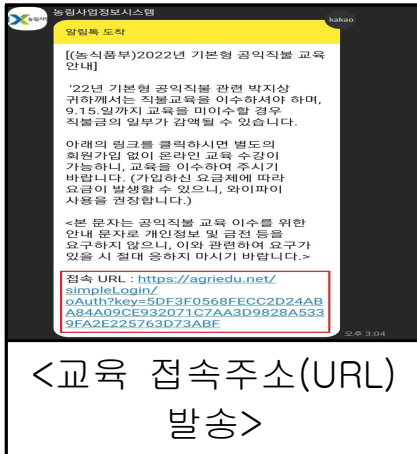 농림사업정보시스템
농림사업
kakao
알림톡 도착
[(농식품부)2022년 기본형 공익직불 교육
안내]
'22년 기본형 공익직불 관련 박지상
귀하께서는 직불교육을 이수하셔야 하며,
9.15.일까지 교육을 미이수할 경우
직불금의 일부가 감액될 수 있습니다.
아래의 링크를 클릭하시면 별도의
회원가입 없이 온라인 교육 수강이
가능하니, 교육을 이수하여 주시기
바랍니다. (가입하신 요금제에 따라
요금이 발생할 수 있으니, 와이파이
사용을 권장합니다.)
<본 문자는 공익직불 교육 이수를 위한
안내 문자로 개인정보 및 금전 등을
요구하지 않으니, 이와 관련하여 요구가
있을 시 절대 응하지 마시기 바랍니다.>
접속 URL : https://agriedu.net/
simpleLogin/
oAuth?key=5DF3F0568FECC2D24AB
A84A09CE932071C7AA3D9828A533
9FA2E225763D73ABF
오후 3:04
<교육 접속주소(URL)
발송>